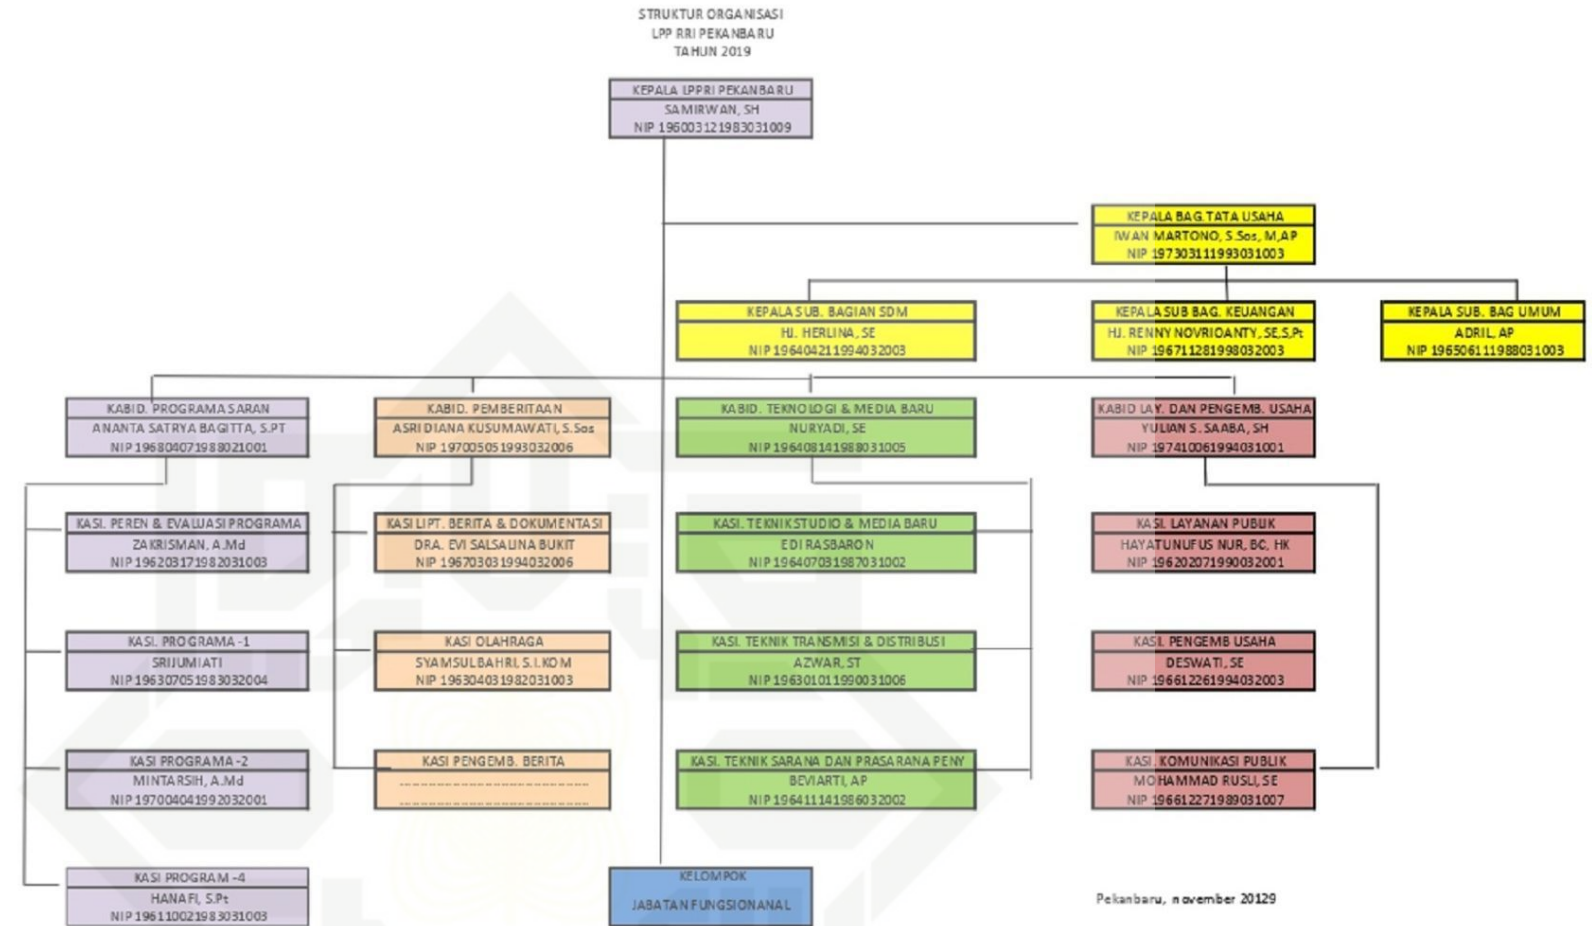 STRUKTUR ORGANISASI
LPP RRI PEKANBARU
TAHUN 2019
KEPALA LPPRI PEKANBARU
SAMIRWAN, SH
NIP 196003121983031009
KEPALA BAG.TATA USAHA
IWAN MARTONO, S.Sos, M,AP
NIP 197303111993031003
KEPALA SUB. BAGIAN SDM
HJ. HERLINA, SE
NIP 196404211994032003
KEPALA SUB BAG. KEUANGAN
HJ. RENNY NOVRIOANTY, SE,S,Pt
NIP 196711281998032003
KEPALA SUB. BAG UMUM
ADRIL, AP
NIP 196506111988031003
KABID. PROGRAMA SARAN
ANANTA SATRYA BAGITTA, S.PT
NIP 196804071988021001
KABID. PEMBERITAAN
ASRI DIANA KUSUMAWATI, S.Sos
NIP 197005051993032006
KABID. TEKNOLOGI & MEDIA BARU
NURYADI, SE
NIP 196408141988031005
KABID LAY. DAN PENGEMB. USAHA
YULIAN S. SAABA, SH
NIP 197410061994031001
KASI. PEREN & EVALUASI PROGRAMA
ZAKRISMAN, A.Md
NIP 196203171982031003
KASI LIPT. BERITA & DOKUMENTASI
DRA. EVI SALSALINA BUKIT
NIP 196703031994032006
KASI. TEKNIK STUDIO & MEDIA BARU
EDI RASBARON
NIP 196407031987031002
KASI. LAYANAN PUBLIK
HAYATUNUFUS NUR, BC, HK
NIP 196202071990032001
KASI. PROGRAMA -1
SRIJUMIATI
NIP 196307051983032004
KASI OLAHRAGA
SYAMSULBAHRI, S.I.KOM
NIP 196304031982031003
KASI. TEKNIK TRANSMISI & DISTRIBUSI
AZWAR, ST
NIP 196301011990031006
KASI. PENGEMB USAHA
DESWATI, SE
NIP 196612261994032003
KASI PROGRAMA -2
MINTARSIH, A.Md
NIP 197004041992032001
KASI PENGEMB. BERITA
KASI. TEKNIK SARANA DAN PRASARANA PENY
BEVIARTI, AP
NIP 196411141986032002
KASI. KOMUNIKASI PUBLIK
MOHAMMAD RUSLI, SE
NIP 196612271989031007
KASI PROGRAM -4
HANAFI, S.Pt
NIP 196110021983031003
KELOMPOK
JABATAN FUNGSIONANAL
Pekanbaru, november 20129